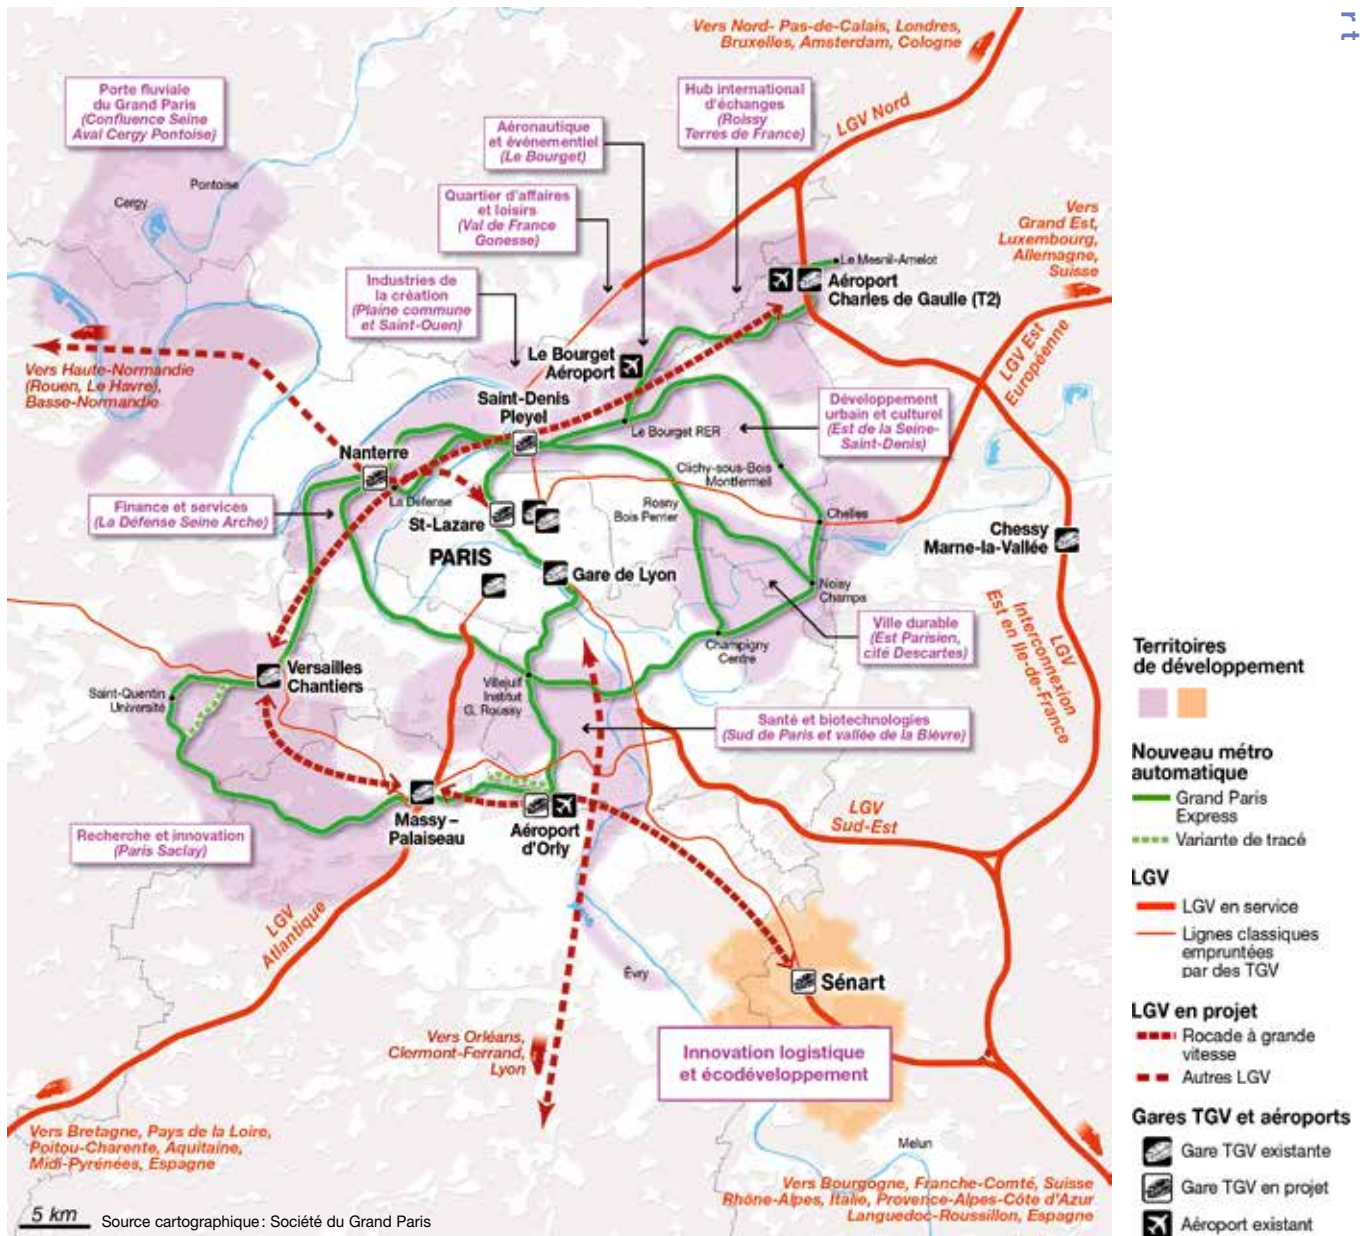 rt
Vers Nord- Pas-de-Calais, Londres,
Bruxelles, Amsterdam, Cologne
LGV Nord
Porte fluviale
du Grand Paris
(Confluence Seine
Aval Cergy Pontoise)
Hub international
d'échanges
(Roissy
Terres de France)
Aéronautique
et événementiel
(Le Bourget)
Pontoise
Cergy
Quartier d'affaires
et loisirs
(Val de France
Gonesse)
Vers
Grand Est,
Luxembourg,
Allemagne,
Suisse
Le Mesnil-Amelot
Aéroport
Charles de Gaulle (T2)
Industries de
la création
(Plaine commune
et Saint-Ouen)
LGV Est
Européenne
Le Bourget
Aéroport
Vers Haute-Normandie
(Rouen, Le Havre),
Basse-Normandie
Saint-Denis
Pleyel
Développement
urbain et culturel
(Est de la Seine-
Saint-Denis)
Le Bourget RER
Nanterre
Clichy-sous-Bois
Montfermeil
La Défense
Finance et services
(La Défense Seine Arche)
Rosny
Bois Perrier
Chelles
St-Lazare
Chessy
Marne-la-Vallée
PARIS
Gare de Lyon
Noisy
Champs
LGV
Interconnexion
Est en Ile-de-France
Ville durable
(Est Parisien,
cité Descartes)
Champigny
Centre
Versailles
Chantiers
Saint-Quentin
Université
Villejuif
Institut
G. Roussy
Santé et biotechnologies
(Sud de Paris et vallée de la Bièvre)
LGV
Sud-Est
Massy –
Palaiseau
Aéroport
d'Orly
Recherche et innovation
(Paris Saclay)
LGV
Atlantique
Évry
Sénart
Vers Orléans,
Clermont-Ferrand,
Lyon
Innovation logistique
et écodéveloppement
Vers Bretagne, Pays de la Loire,
Poitou-Charente, Aquitaine,
Midi-Pyrénées, Espagne
Melun
Vers Bourgogne, Franche-Comté, Suisse
Rhône-Alpes, Italie, Provence-Alpes-Côte d'Azur
Languedoc-Roussillon, Espagne
5 km
Source cartographique : Société du Grand Paris
Territoires
de développement
Nouveau métro
automatique
Grand Paris
Express
Variante de tracé
LGV
LGV en service
Lignes classiques
empruntées
par des TGV
LGV en projet
Rocade à grande
vitesse
Autres LGV
Gares TGV et aéroports
Gare TGV existante
Gare TGV en projet
Aéroport existant